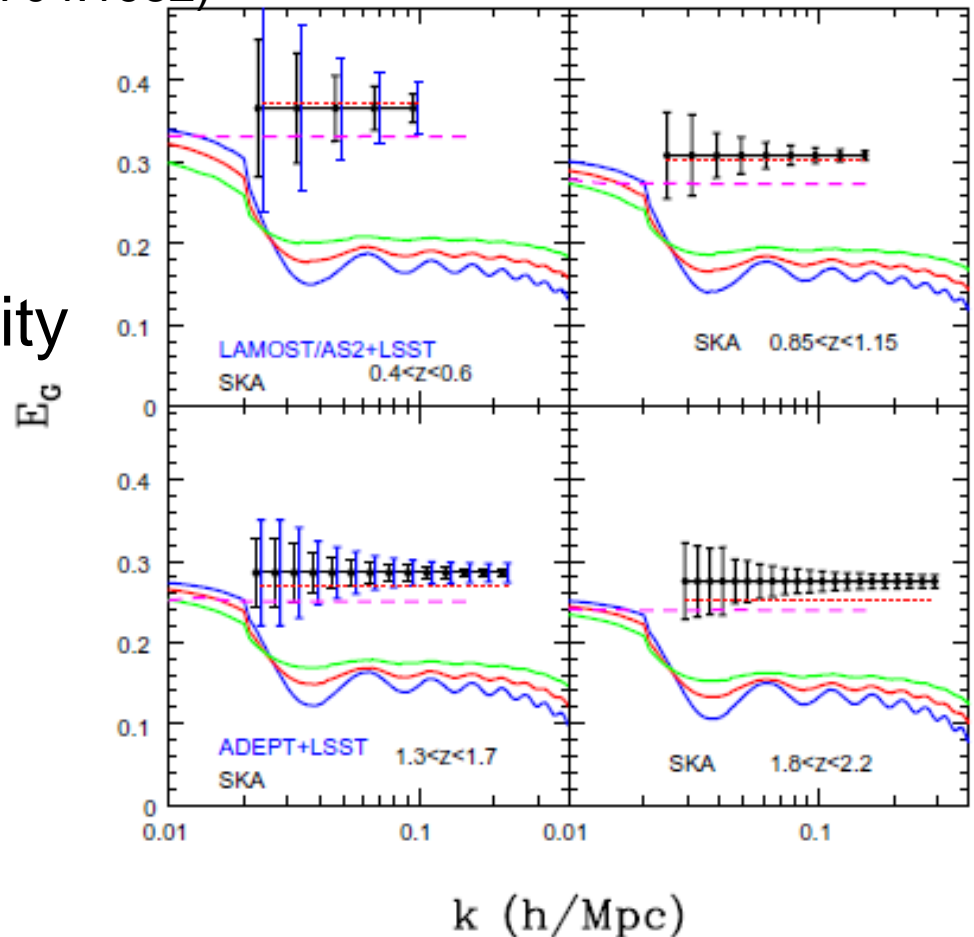 ity
E_G
0.4
0.3
0.2
0.1
0
LAMOST/AS2+LSST
SKA
0.4<z<0.6
SKA 0.85<z<1.15
0.4
0.3
0.2
0.1
0
ADEPT+LSST
SKA
1.3<z<1.7
SKA 1.8<z<2.2
0.01
0.1
0.01
0.1
k (h/Mpc)